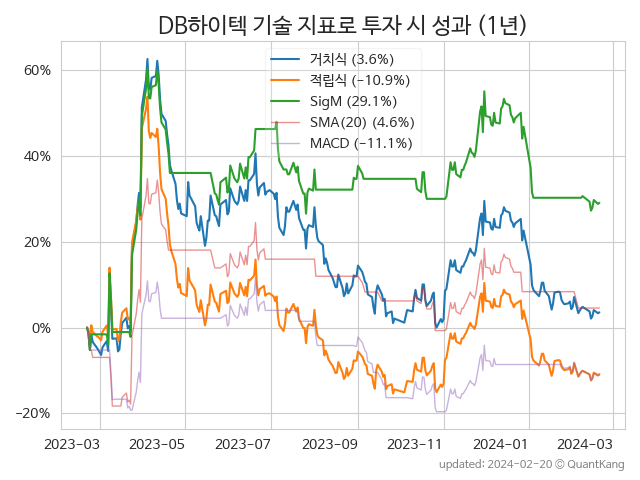 DB하이텍 기술 지표로 투자 시 성과 (1년)
거치식 (3.6%)
적립식 (−10.9%)
SigM (29.1%)
SMA(20) (4.6%)
MACD (−11.1%)
60%
40%
20%
0%
−20%
2023-03 2023-05 2023-07 2023-09 2023-11 2024-01 2024-03
updated: 2024-02-20 © QuantKang